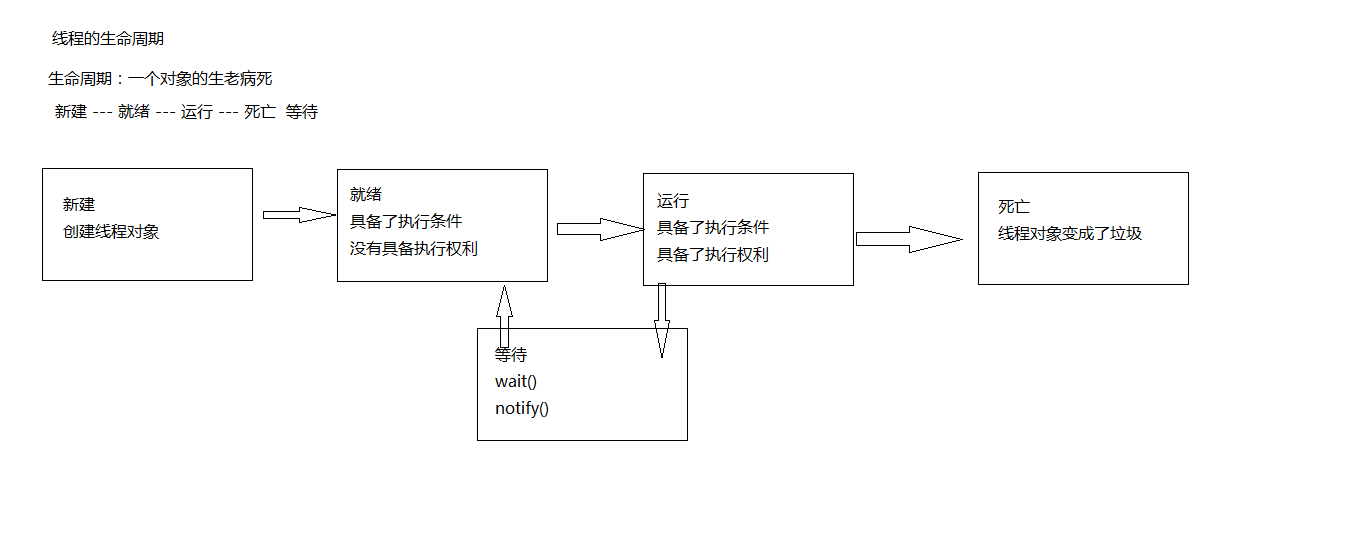 线程的生命周期
生命周期：一个对象的生老病死
新建 --- 就绪 --- 运行 --- 死亡  等待
新建
创建线程对象
就绪
具备了执行条件
没有具备执行权利
运行
具备了执行条件
具备了执行权利
死亡
线程对象变成了垃圾
等待
wait()
notify()